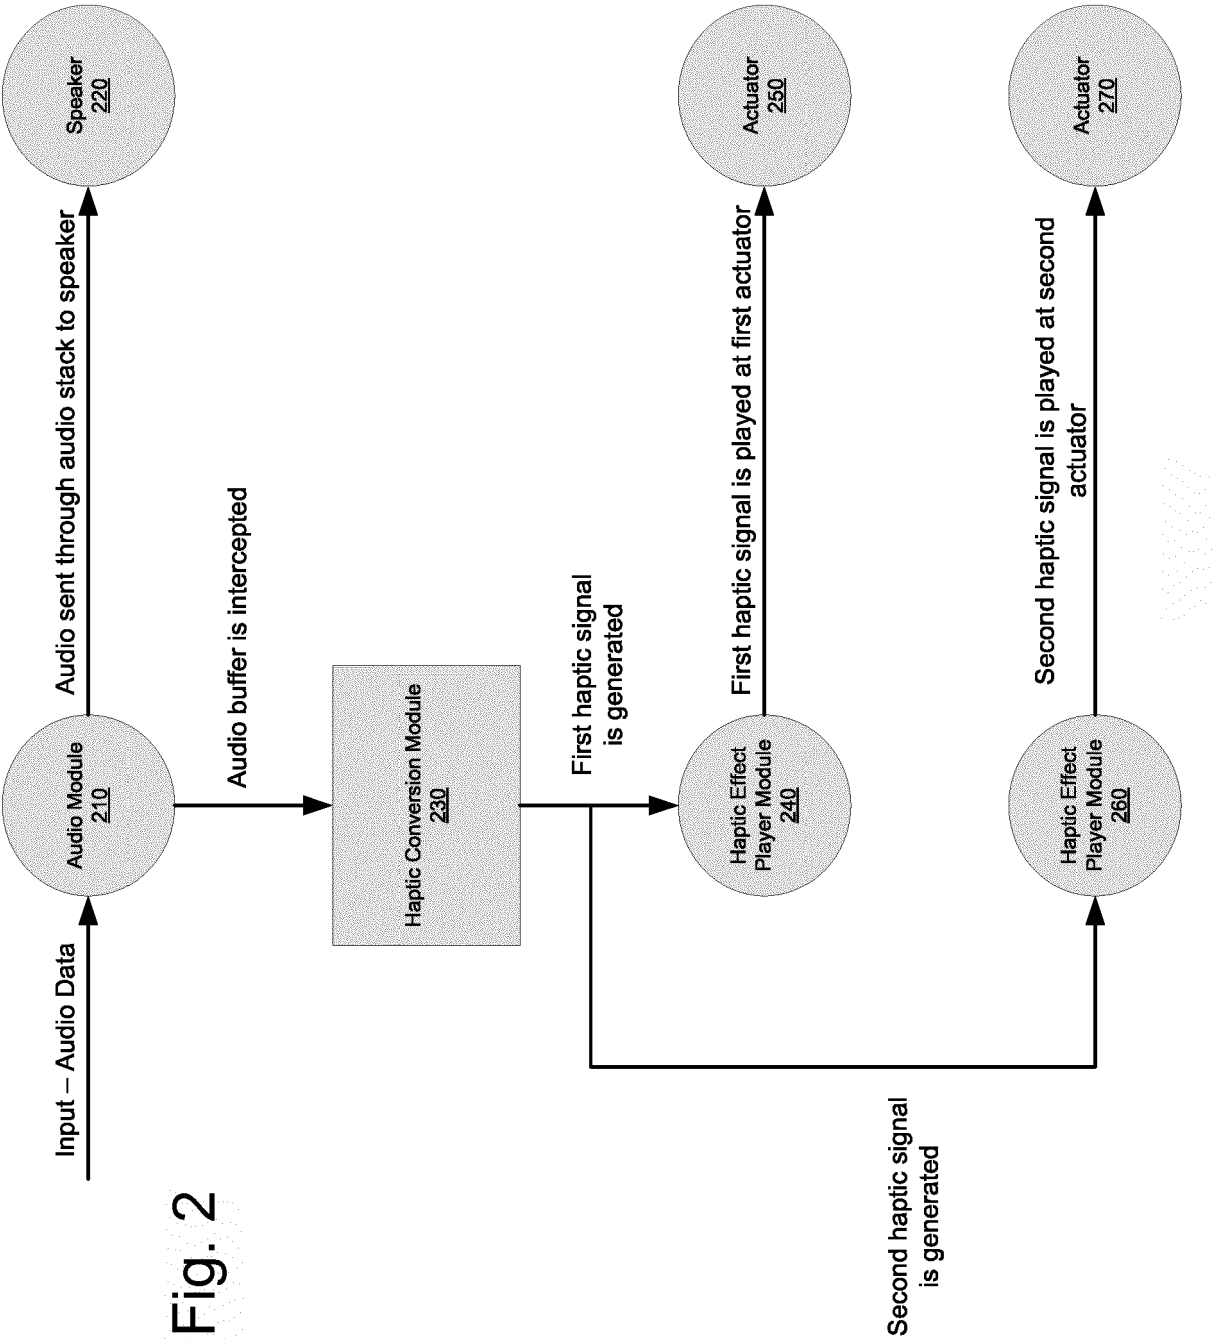 Input – Audio Data
Audio Module
210
Audio sent through audio stack to speaker
Speaker
220
Audio buffer is intercepted
Haptic Conversion Module
230
First haptic signal
is generated
Haptic Effect
Player Module
240
First haptic signal is played at first actuator
Actuator
250
Second haptic signal
is generated
Haptic Effect
Player Module
260
Second haptic signal is played at second
actuator
Actuator
270
Fig. 2